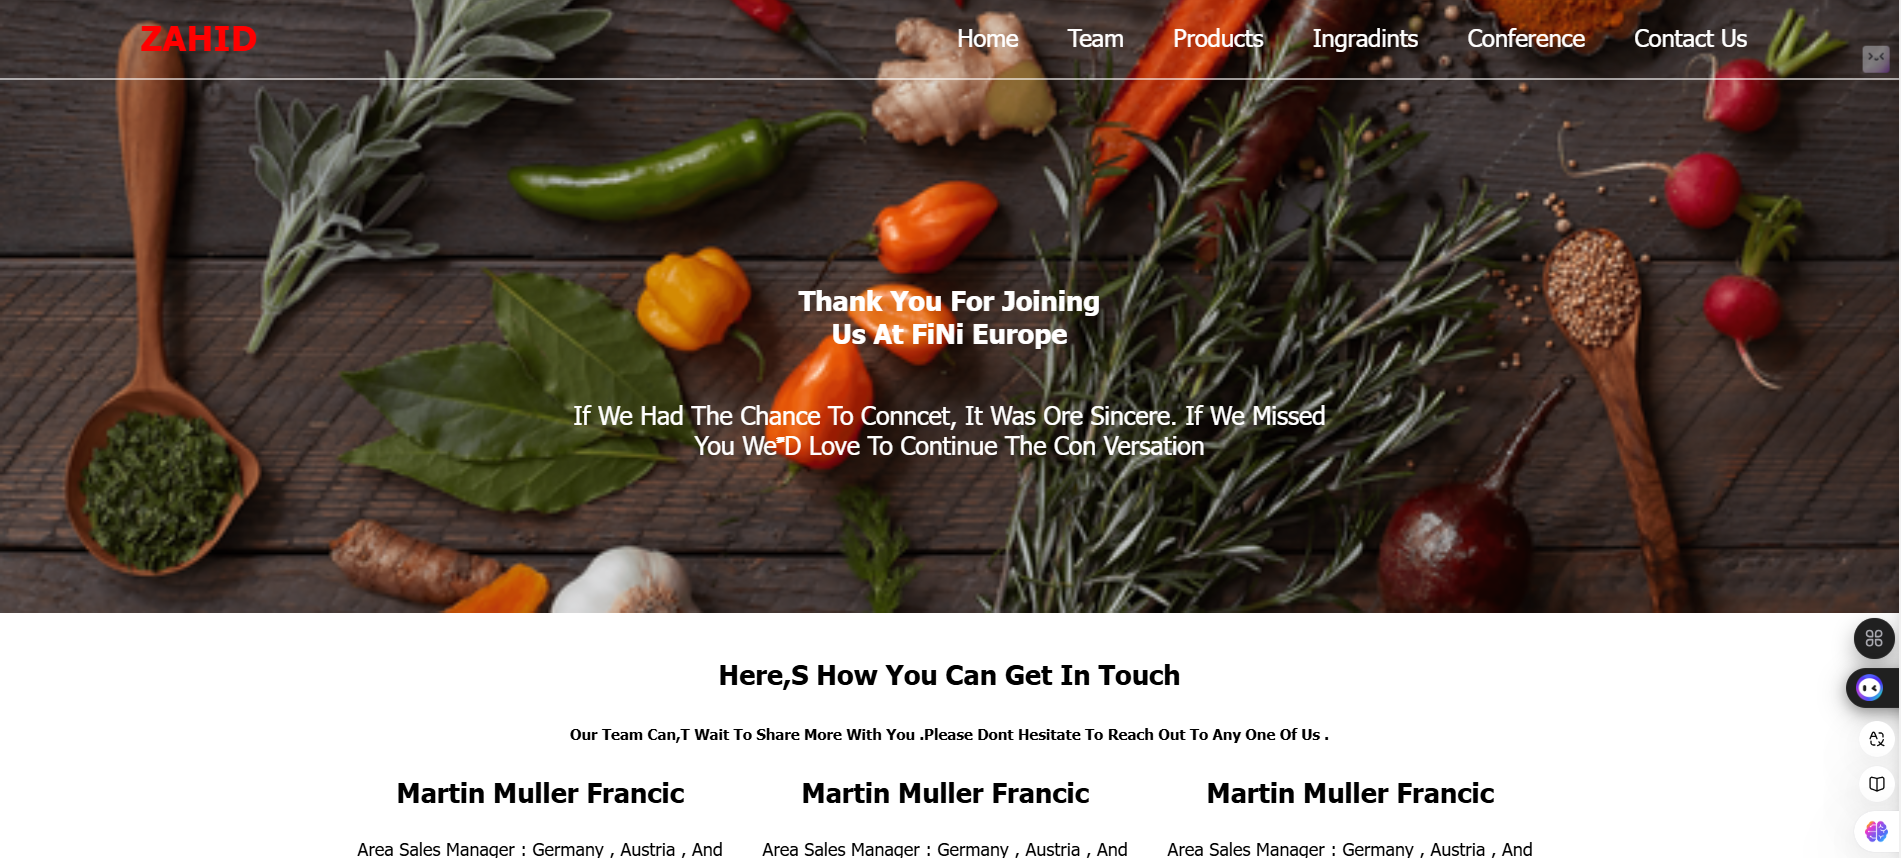 ZAHID
Home Team Products Ingradints Conference Contact Us
Thank You For Joining
Us At FiNi Europe
If We Had The Chance To Conncet, It Was Ore Sincere. If We Missed
You We“D Love To Continue The Con Versation
Here,S How You Can Get In Touch
Our Team Can,T Wait To Share More With You .Please Dont Hesitate To Reach Out To Any One Of Us .
Martin Muller Francic Martin Muller Francic Martin Muller Francic
Area Sales Manager : Germany , Austria , And Area Sales Manager : Germany , Austria , And Area Sales Manager : Germany , Austria , And